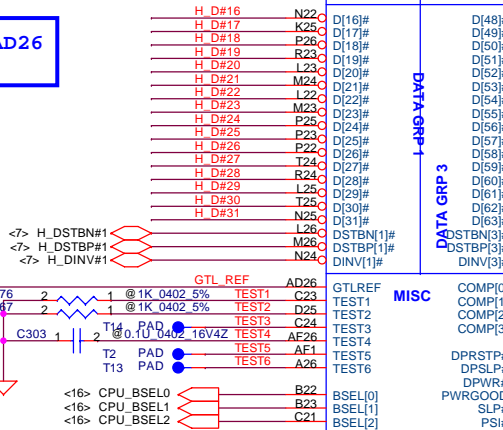 AD26
H_D#16 N22 D[16]# D[48]
H_D#17 K25 D[17]# D[49]
H_D#18 P26 D[18]# D[50]
H_D#19 R23 D[19]# D[51]
H_D#20 L23 D[20]# D[52]
H_D#21 M24 D[21]# D[53]
H_D#22 L22 D[22]# D[54]
H_D#23 M23 D[23]# D[55]
H_D#24 P25 D[24]# D[56]
H_D#25 P23 D[25]# D[57]
H_D#26 P22 D[26]# D[58]
H_D#27 T24 D[27]# D[59]
H_D#28 R24 D[28]# D[60]
H_D#29 L25 D[29]# D[61]
H_D#30 T25 D[30]# D[62]
H_D#31 N25 D[31]# D[63]
<7> H_DSTBN#1 L26 DSTBN[1]# DSTBN[3]
<7> H_DSTBP#1 M26 DSTBP[1]# DSTBP[3]
<7> H_DINV#1 N24 DINV[1]# DINV[3]
DATA GRP 1
DATA GRP 3
GTL_REF AD26 GTLREF MISC COMP[0
76 2 1 @1K_0402_5% TEST1 C23 TEST1 COMP[1
67 2 1 @1K_0402_5% TEST2 D25 TEST2 COMP[2
T14 PAD TEST3 C24 TEST3 COMP[3
C303 1 2 @0.1U_0402_16V4Z TEST4 AF26 TEST4
T2 PAD TEST5 AF1 TEST5 DPRSTP#
T13 PAD TEST6 A26 TEST6 DPSLP#
DPWR#
<16> CPU_BSEL0 B22 BSEL[0] PWRGOOD
<16> CPU_BSEL1 B23 BSEL[1] SLP#
<16> CPU_BSEL2 C21 BSEL[2] PSI#